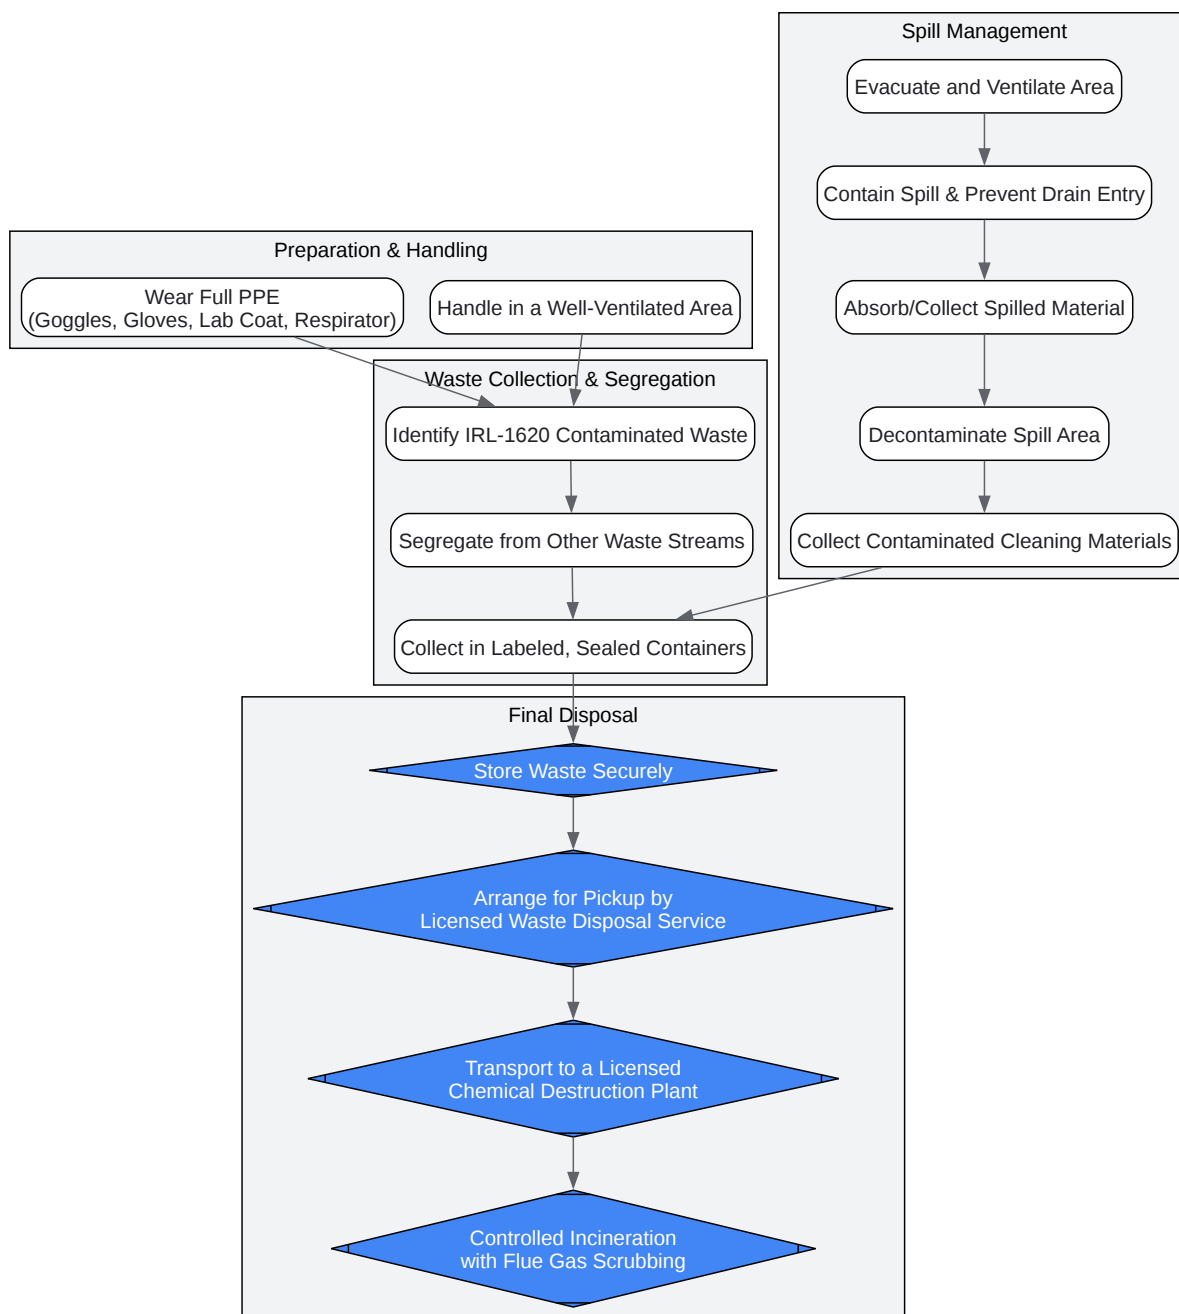 Spill Management
Evacuate and Ventilate Area
Contain Spill & Prevent Drain Entry
Absorb/Collect Spilled Material
Decontaminate Spill Area
Collect Contaminated Cleaning Materials
Preparation & Handling
Wear Full PPE
(Goggles, Gloves, Lab Coat, Respirator)
Handle in a Well-Ventilated Area
Waste Collection & Segregation
Identify IRL-1620 Contaminated Waste
Segregate from Other Waste Streams
Collect in Labeled, Sealed Containers
Final Disposal
Store Waste Securely
Arrange for Pickup by
Licensed Waste Disposal Service
Transport to a Licensed
Chemical Destruction Plant
Controlled Incineration
with Flue Gas Scrubbing